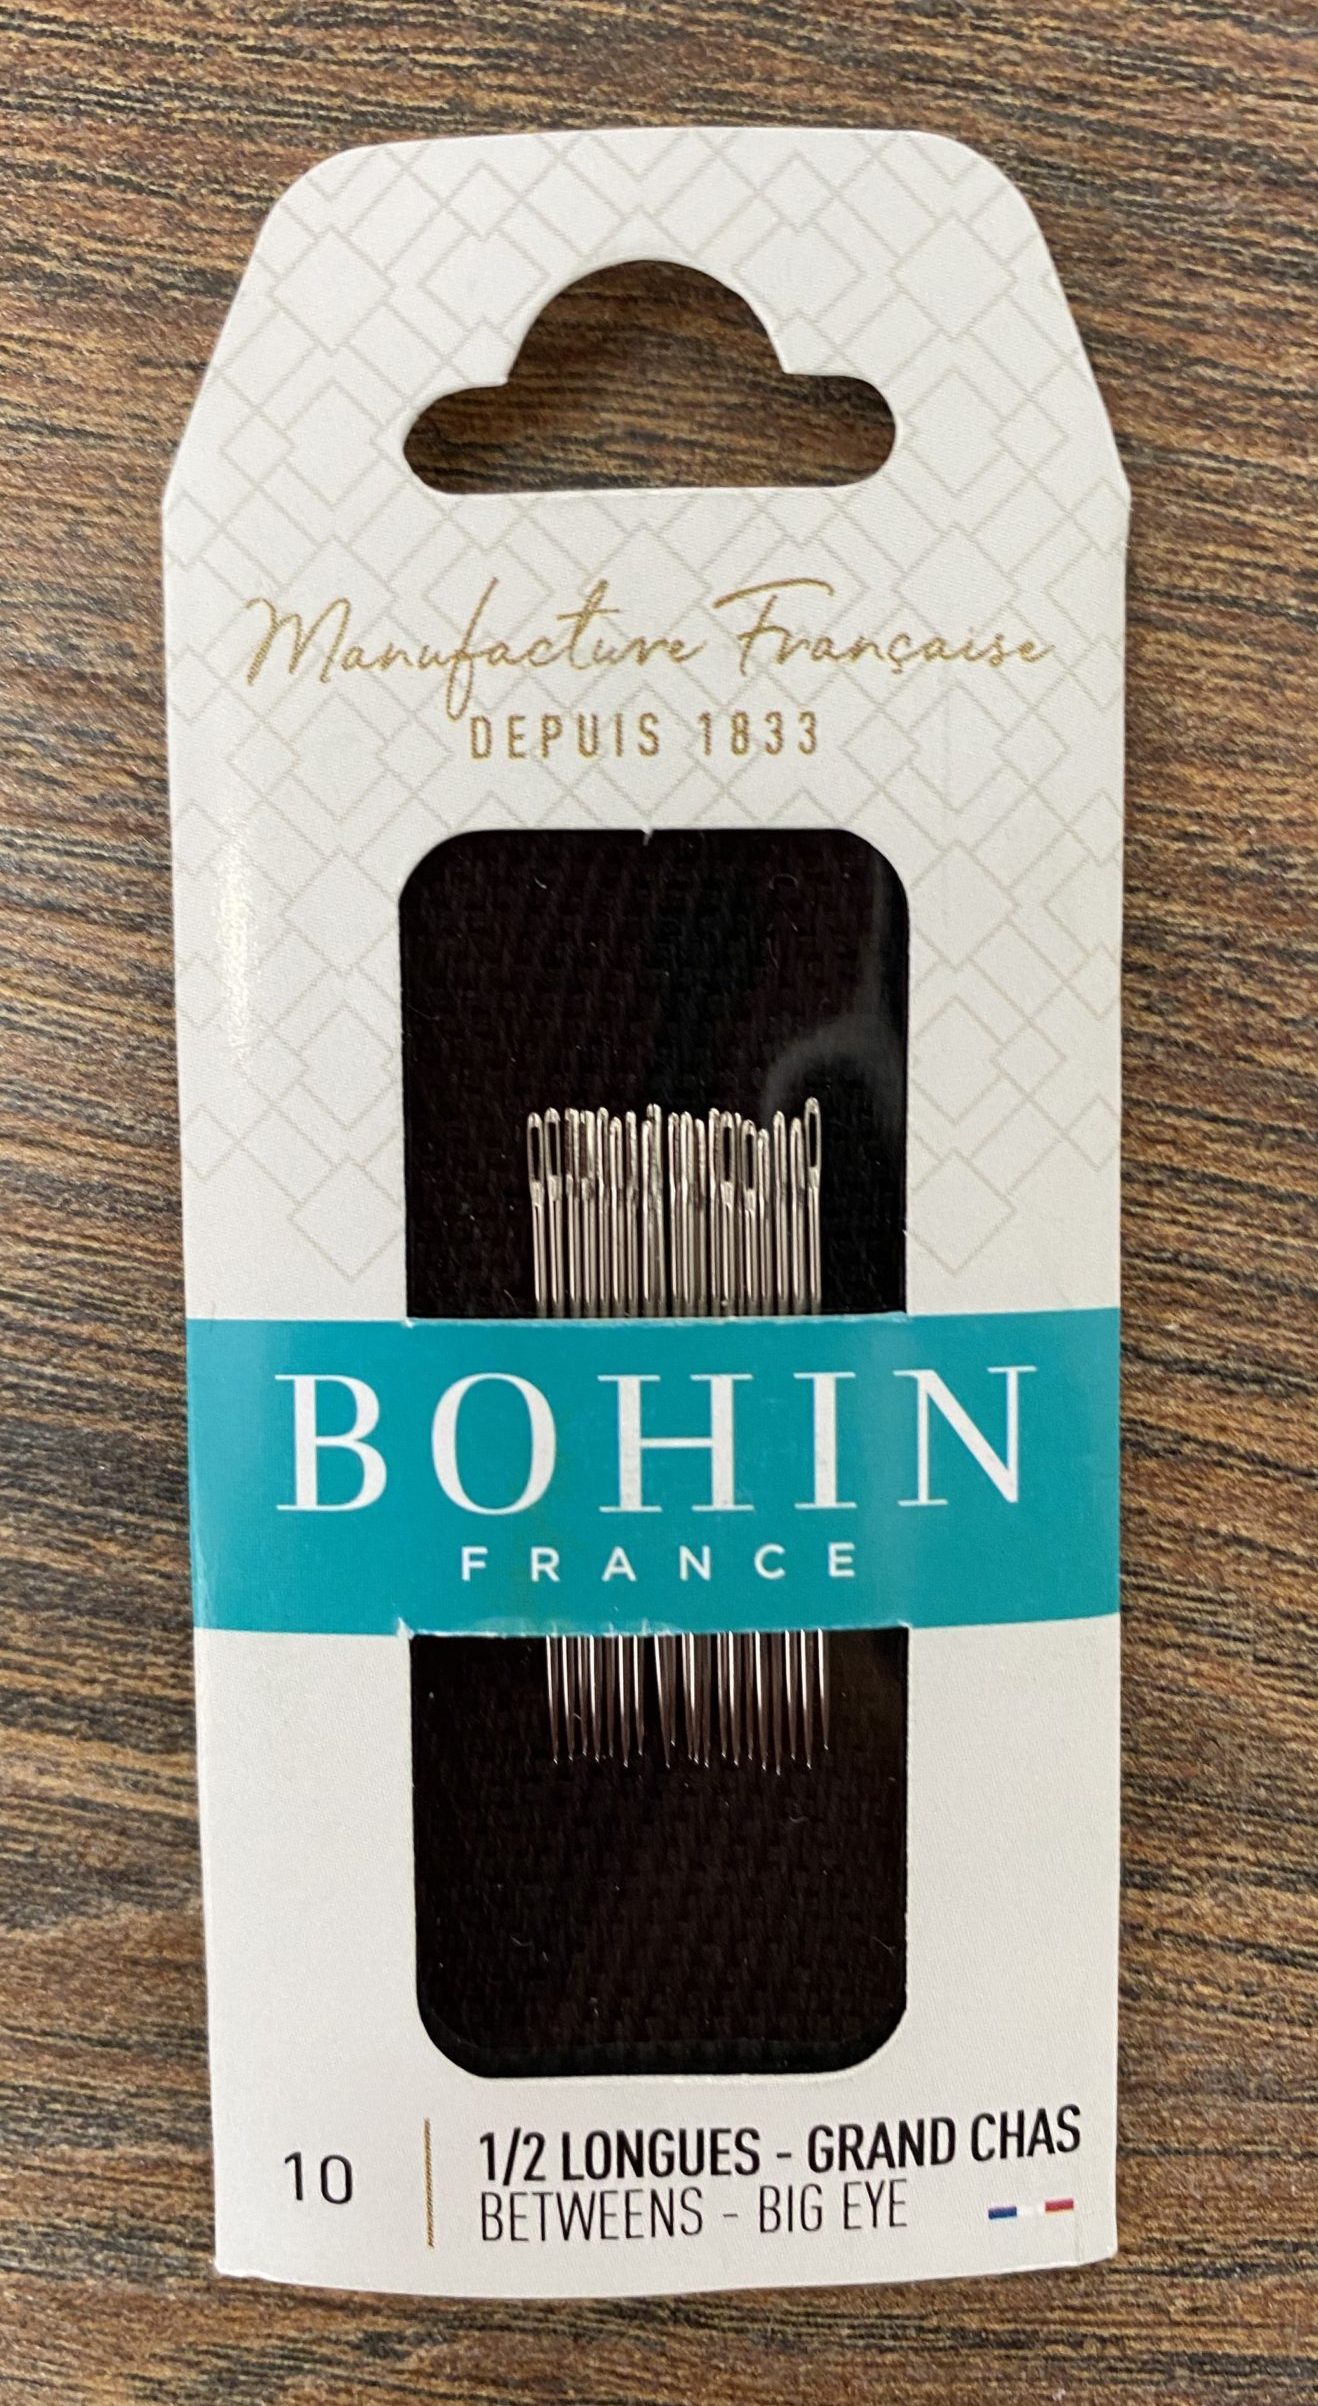 Manufacture Française
DEPUIS 1833
BOHIN
FRANCE
10
1/2 LONGUES - GRAND CHAS
BETWEENS - BIG EYE